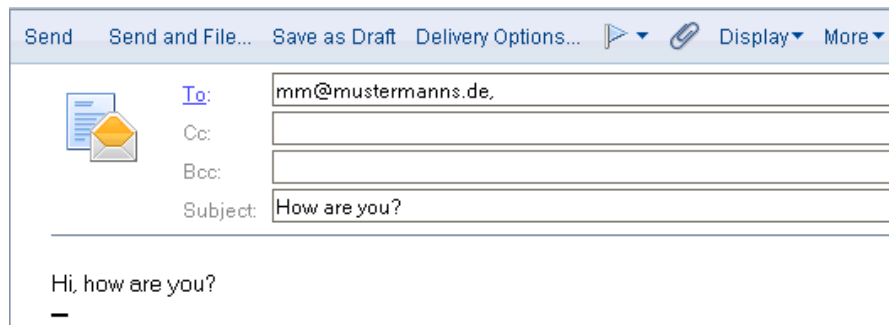 Send Send and File... Save as Draft Delivery Options... Display More
To: mm@mustermanns.de,
Cc:
Bcc:
Subject: How are you?
Hi, how are you?